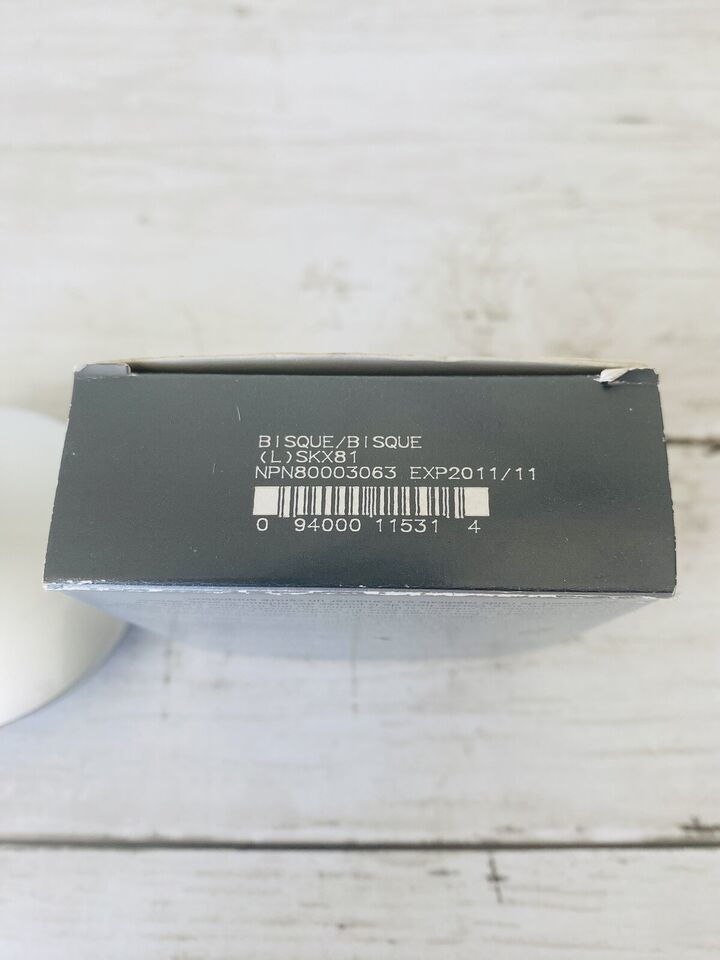 BISQUE/BISQUE
(L)SKX81
NPN80003063 EXP2011/11
0 94000 11531 4